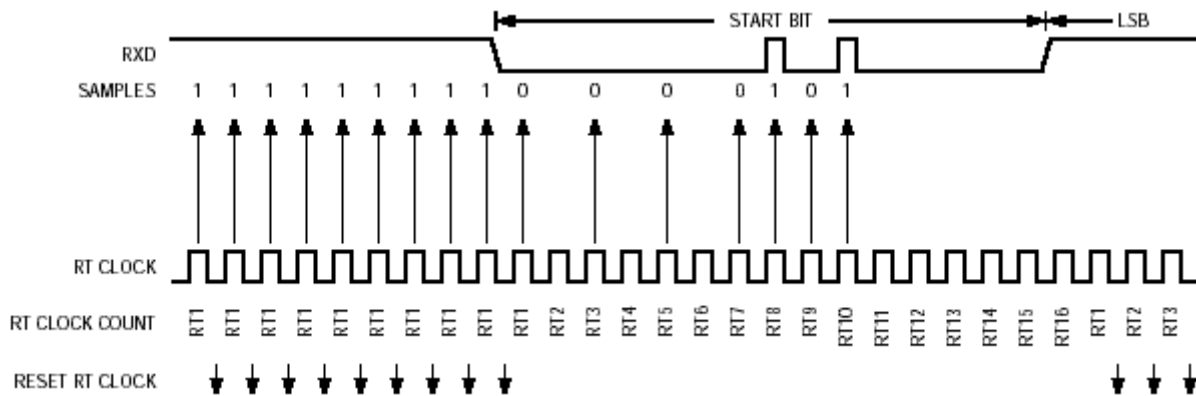 START BIT LSB
RXD
SAMPLES 1 1 1 1 1 1 1 1 1 0 0 0 0 1 0 1
RT CLOCK
RT CLOCK COUNT RT1 RT1 RT1 RT1 RT1 RT1 RT1 RT1 RT1 RT1 RT2 RT3 RT4 RT5 RT6 RT7 RT8 RT9 RT10 RT11 RT12 RT13 RT14 RT15 RT16 RT1 RT2 RT3
RESET RT CLOCK